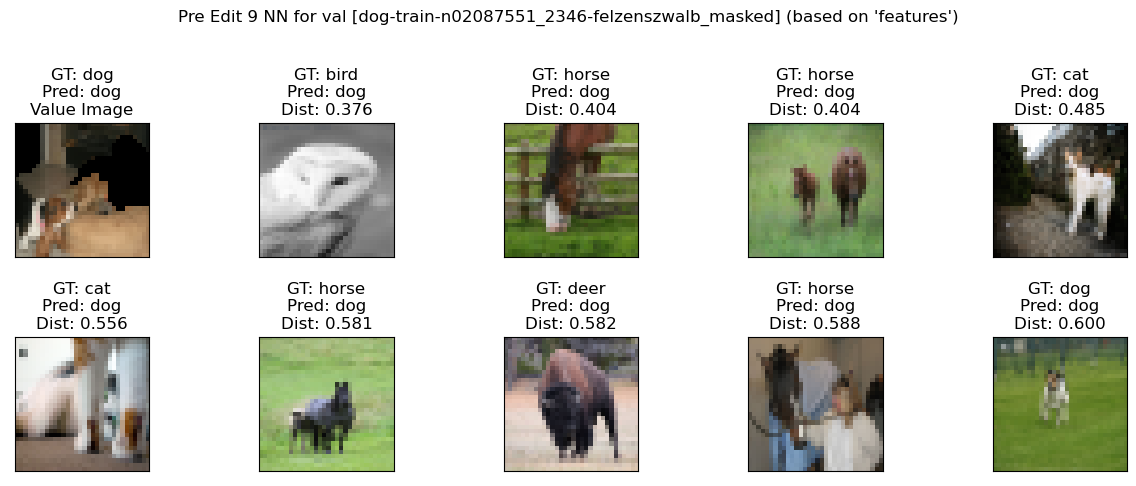 Pre Edit 9 NN for val [dog-train-n02087551_2346-felzenszwalb_masked] (based on 'features')
GT: dog
Pred: dog
Value Image
GT: bird
Pred: dog
Dist: 0.376
GT: horse
Pred: dog
Dist: 0.404
GT: horse
Pred: dog
Dist: 0.404
GT: cat
Pred: dog
Dist: 0.485
GT: cat
Pred: dog
Dist: 0.556
GT: horse
Pred: dog
Dist: 0.581
GT: deer
Pred: dog
Dist: 0.582
GT: horse
Pred: dog
Dist: 0.588
GT: dog
Pred: dog
Dist: 0.600